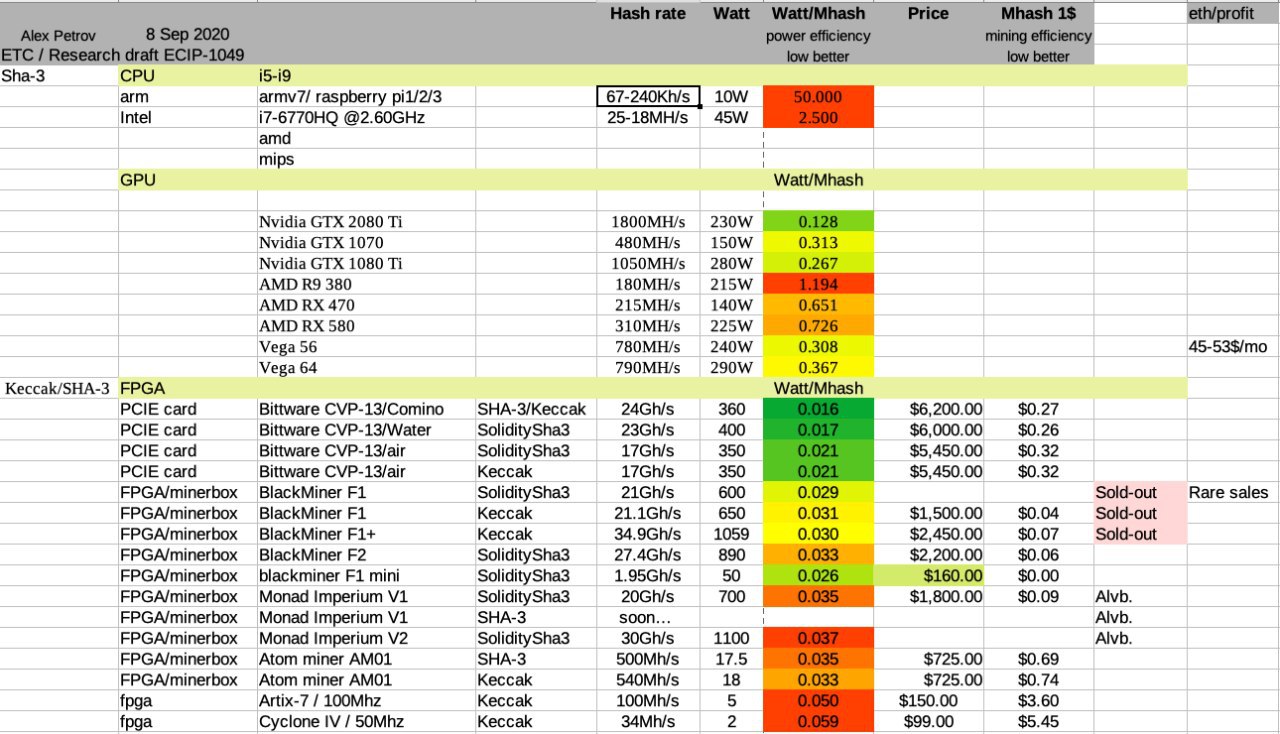 Hash rate Watt Watt/Mhash Price Mhash 1$ eth/profit
Alex Petrov 8 Sep 2020 power efficiency mining efficiency
ETC / Research draft ECIP-1049 low better low better
Sha-3 CPU i5-i9
arm armv7/ raspberry pi1/2/3 67-240Kh/s 10W 50.000
Intel i7-6770HQ @2.60GHz 25-18MH/s 45W 2.500
amd
mips
GPU Watt/Mhash
Nvidia GTX 2080 Ti 1800MH/s 230W 0.128
Nvidia GTX 1070 480MH/s 150W 0.313
Nvidia GTX 1080 Ti 1050MH/s 280W 0.267
AMD R9 380 180MH/s 215W 1.194
AMD RX 470 215MH/s 140W 0.651
AMD RX 580 310MH/s 225W 0.726
Vega 56 780MH/s 240W 0.308 45-53$/mo
Vega 64 790MH/s 290W 0.367
Keccak/SHA-3 FPGA Watt/Mhash
PCIE card Bittware CVP-13/Comino SHA-3/Keccak 24Gh/s 360 0.016 $6,200.00 $0.27
PCIE card Bittware CVP-13/Water SoliditySha3 23Gh/s 400 0.017 $6,000.00 $0.26
PCIE card Bittware CVP-13/air SoliditySha3 17Gh/s 350 0.021 $5,450.00 $0.32
PCIE card Bittware CVP-13/air Keccak 17Gh/s 350 0.021 $5,450.00 $0.32
FPGA/minerbox BlackMiner F1 SoliditySha3 21Gh/s 600 0.029 Sold-out Rare sales
FPGA/minerbox BlackMiner F1 Keccak 21.1Gh/s 650 0.031 $1,500.00 $0.04 Sold-out
FPGA/minerbox BlackMiner F1+ Keccak 34.9Gh/s 1059 0.030 $2,450.00 $0.07 Sold-out
FPGA/minerbox BlackMiner F2 SoliditySha3 27.4Gh/s 890 0.033 $2,200.00 $0.06
FPGA/minerbox blackminer F1 mini SoliditySha3 1.95Gh/s 50 0.026 $160.00 $0.00
FPGA/minerbox Monad Imperium V1 SoliditySha3 20Gh/s 700 0.035 $1,800.00 $0.09 Alvb.
FPGA/minerbox Monad Imperium V1 SHA-3 soon... Alvb.
FPGA/minerbox Monad Imperium V2 SoliditySha3 30Gh/s 1100 0.037 Alvb.
FPGA/minerbox Atom miner AM01 SHA-3 500Mh/s 17.5 0.035 $725.00 $0.69
FPGA/minerbox Atom miner AM01 Keccak 540Mh/s 18 0.033 $725.00 $0.74
fpga Artix-7 / 100Mhz Keccak 100Mh/s 5 0.050 $150.00 $3.60
fpga Cyclone IV / 50Mhz Keccak 34Mh/s 2 0.059 $99.00 $5.45